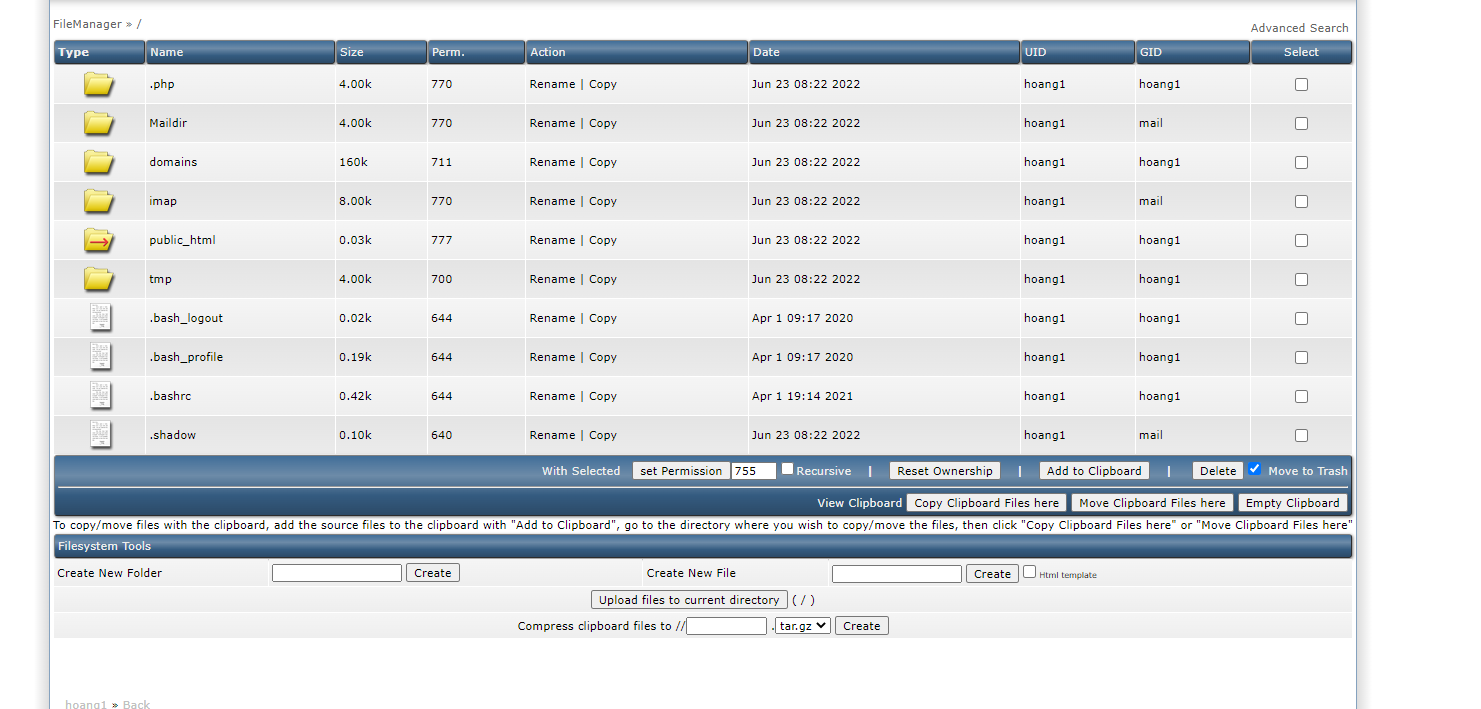 FileManager » /
Advanced Search
Type Name Size Perm. Action Date UID GID Select
.php 4.00k 770 Rename | Copy Jun 23 08:22 2022 hoang1 hoang1
Maildir 4.00k 770 Rename | Copy Jun 23 08:22 2022 hoang1 mail
domains 160k 711 Rename | Copy Jun 23 08:22 2022 hoang1 hoang1
imap 8.00k 770 Rename | Copy Jun 23 08:22 2022 hoang1 mail
public_html 0.03k 777 Rename | Copy Jun 23 08:22 2022 hoang1 hoang1
tmp 4.00k 700 Rename | Copy Jun 23 08:22 2022 hoang1 hoang1
.bash_logout 0.02k 644 Rename | Copy Apr 1 09:17 2020 hoang1 hoang1
.bash_profile 0.19k 644 Rename | Copy Apr 1 09:17 2020 hoang1 hoang1
.bashrc 0.42k 644 Rename | Copy Apr 1 19:14 2021 hoang1 hoang1
.shadow 0.10k 640 Rename | Copy Jun 23 08:22 2022 hoang1 mail
With Selected set Permission 755 Recursive | Reset Ownership | Add to Clipboard | Delete Move to Trash
View Clipboard Copy Clipboard Files here Move Clipboard Files here Empty Clipboard
To copy/move files with the clipboard, add the source files to the clipboard with "Add to Clipboard", go to the directory where you wish to copy/move the files, then click "Copy Clipboard Files here" or "Move Clipboard Files here"
Filesystem Tools
Create New Folder Create Create New File Create Html template
Upload files to current directory ( / )
Compress clipboard files to // .tar.gz Create
hoang1 » Back